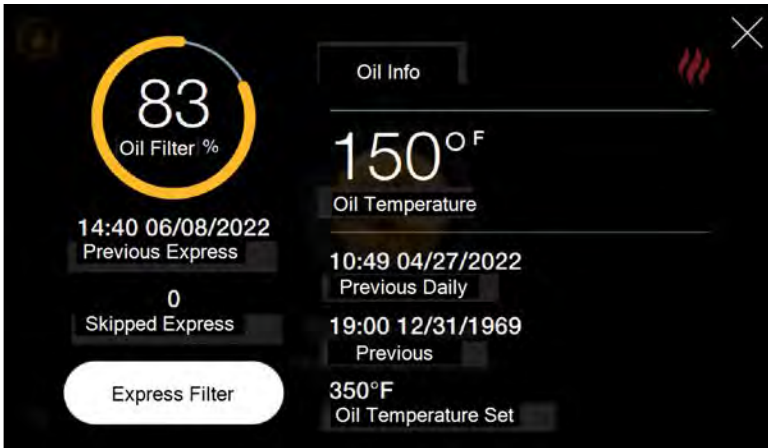 83
Oil Filter %
14:40 06/08/2022
Previous Express
0
Skipped Express
Express Filter
Oil Info
150° F
Oil Temperature
10:49 04/27/2022
Previous Daily
19:00 12/31/1969
Previous
350°F
Oil Temperature Set